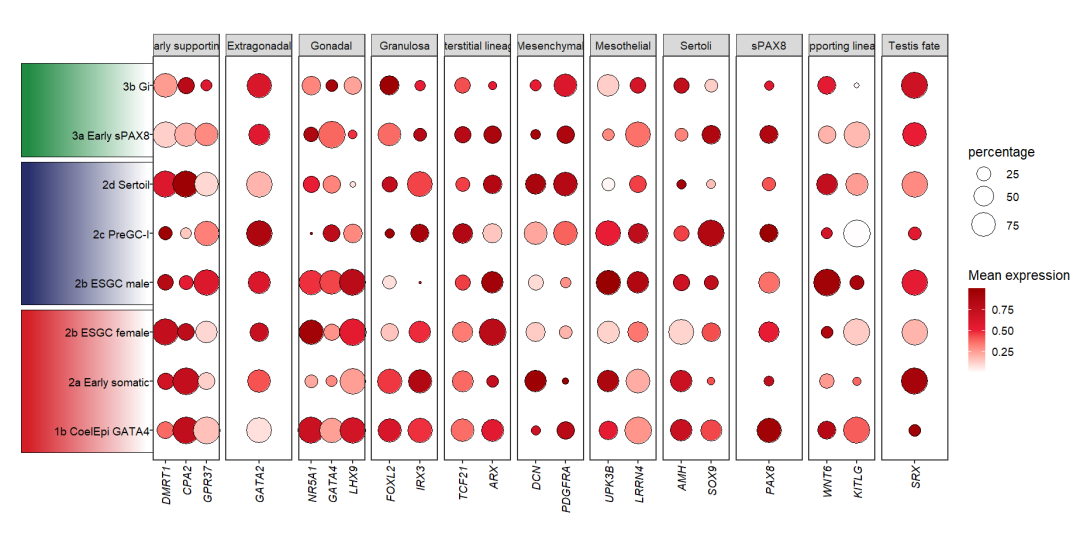 arly supportin Extragonadal Gonadal Granulosa terstitial lineag Mesenchymal Mesothelial Sertoli sPAX8 pporting linea Testis fate
3b Gi
3a Early sPAX8
2d Sertoil
2c PreGC-I
2b ESGC male
2b ESGC female
2a Early somatic
1b CoelEpi GATA4
DMRT1 CPA2 GPR37 GATA2 NR5A1 GATA4 LHX9 FOXL2 IRX3 TCF21 ARX DCN PDGFRA UPK3B LRRN4 AMH SOX9 PAX8 WNT6 KITLG SRX
percentage
25
50
75
Mean expression
0.75
0.50
0.25